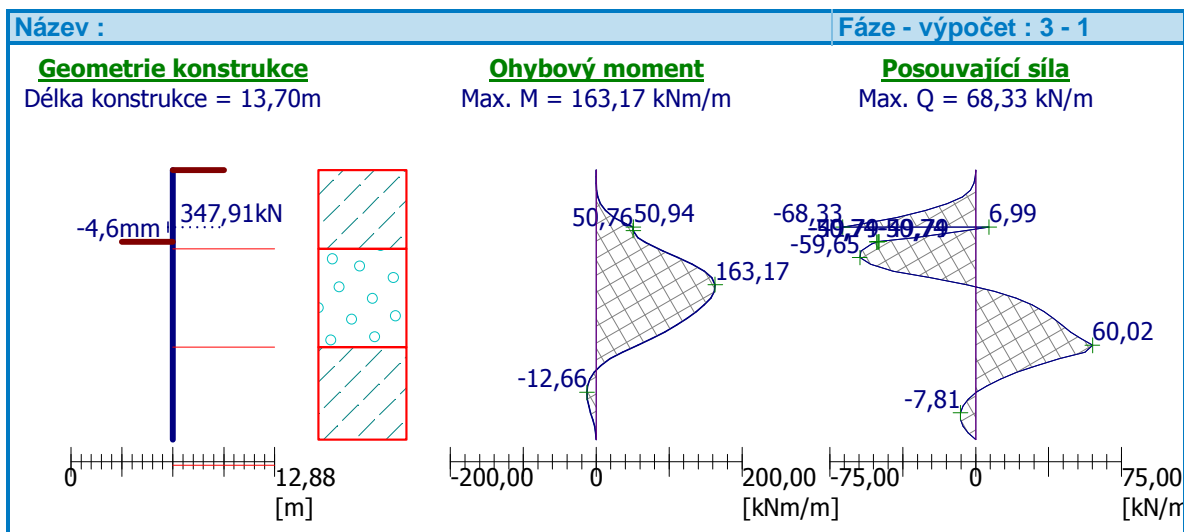 Název :
Fáze - výpočet : 3 - 1
Geometrie konstrukce
Délka konstrukce = 13,70m
Ohybový moment
Max. M = 163,17 kNm/m
Posouvající síla
Max. Q = 68,33 kN/m
-4,6mm
347,91kN
0
12,88
[m]
50,76
50,94
163,17
-12,66
-200,00
0
200,00
[kNm/m]
-68,33
6,99
-59,65
60,02
-7,81
-75,00
0
75,00
[kN/m